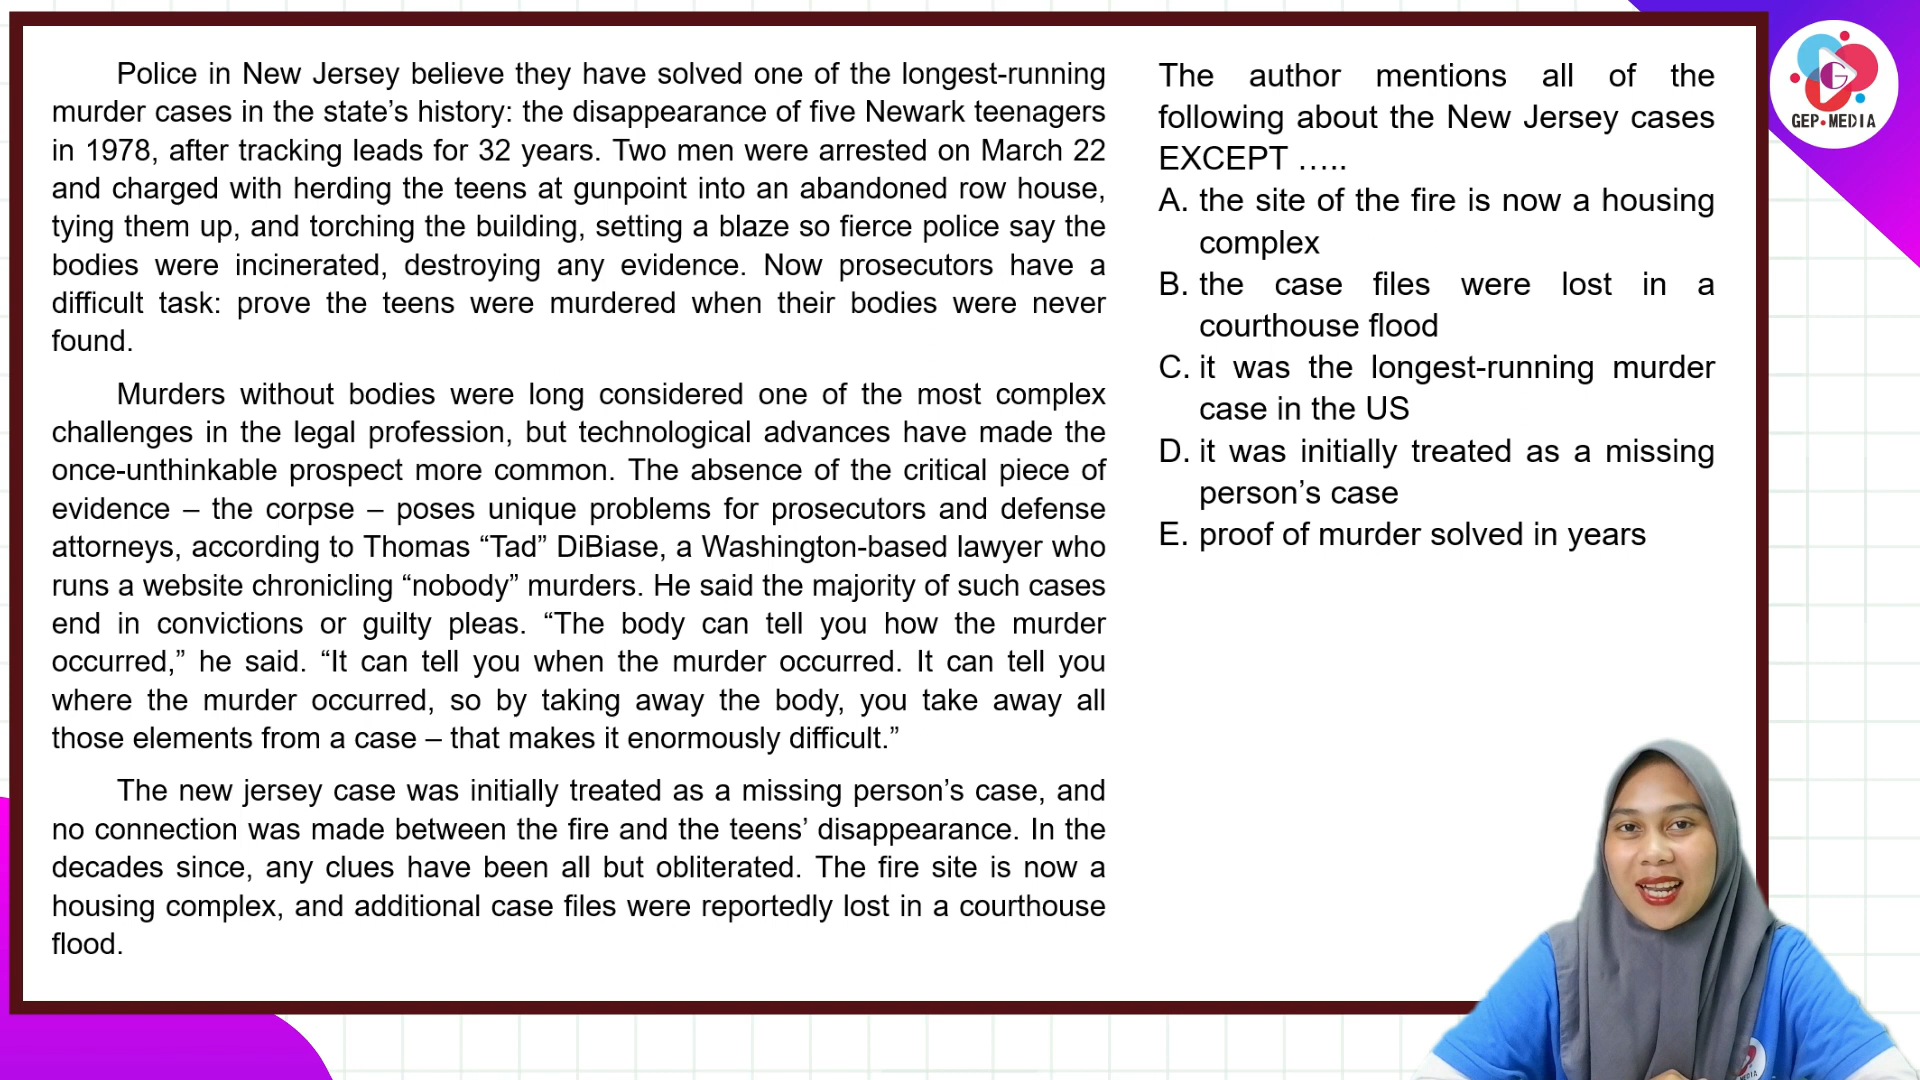 Police in New Jersey believe they have solved one of the longest-running
murder cases in the state’s history: the disappearance of five Newark teenagers
in 1978, after tracking leads for 32 years. Two men were arrested on March 22
and charged with herding the teens at gunpoint into an abandoned row house,
tying them up, and torching the building, setting a blaze so fierce police say the
bodies were incinerated, destroying any evidence. Now prosecutors have a
difficult task: prove the teens were murdered when their bodies were never
found.
Murders without bodies were long considered one of the most complex
challenges in the legal profession, but technological advances have made the
once-unthinkable prospect more common. The absence of the critical piece of
evidence – the corpse – poses unique problems for prosecutors and defense
attorneys, according to Thomas “Tad” DiBiase, a Washington-based lawyer who
runs a website chronicling “nobody” murders. He said the majority of such cases
end in convictions or guilty pleas. “The body can tell you how the murder
occurred,” he said. “It can tell you when the murder occurred. It can tell you
where the murder occurred, so by taking away the body, you take away all
those elements from a case – that makes it enormously difficult.”
The new jersey case was initially treated as a missing person’s case, and
no connection was made between the fire and the teens’ disappearance. In the
decades since, any clues have been all but obliterated. The fire site is now a
housing complex, and additional case files were reportedly lost in a courthouse
flood.
The author mentions all of the
following about the New Jersey cases
EXCEPT …..
A. the site of the fire is now a housing
complex
B. the case files were lost in a
courthouse flood
C. it was the longest-running murder
case in the US
D. it was initially treated as a missing
person’s case
E. proof of murder solved in years
G
GEP•MEDIA